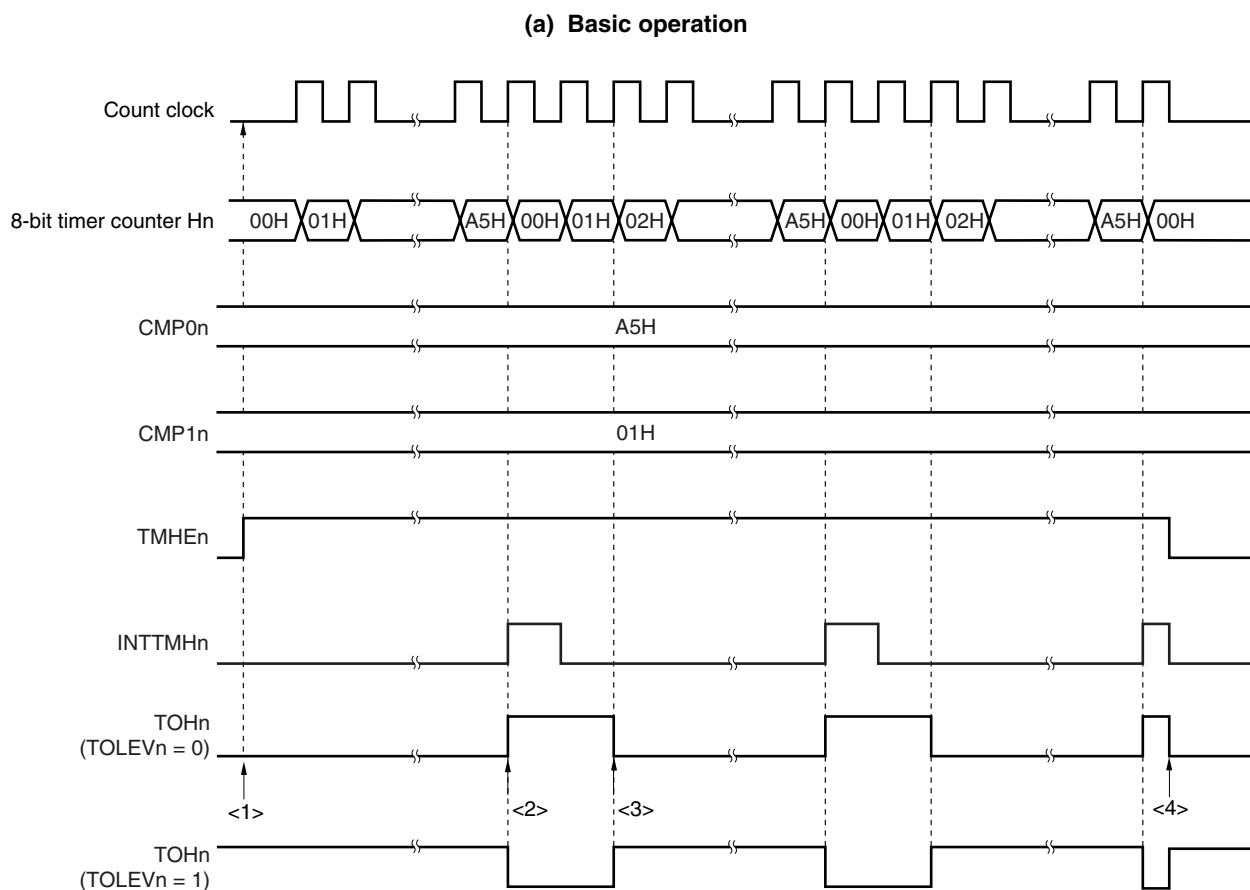 (a) Basic operation
Count clock
8-bit timer counter Hn
00H 01H A5H 00H 01H 02H A5H 00H 01H 02H A5H 00H
CMP0n
A5H
CMP1n
01H
TMHEn
INTTMHn
TOHn
(TOLEVn = 0)
<1> <2> <3> <4>
TOHn
(TOLEVn = 1)